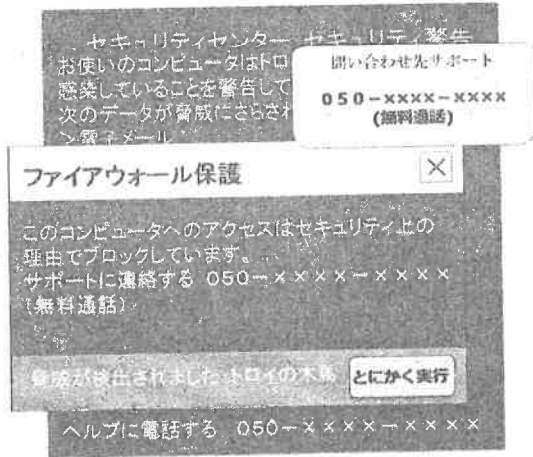 セキュリティセンター セキュリティ警告
お使いのコンピュータはトロ
感染していることを警告して
次のデータが脅威にさらされ
ン電子メール
問い合わせ先サポート
050-xxxx-xxxx
(無料通話)
ファイアウォール保護
このコンピュータへのアクセスはセキュリティ上の
理由でブロックしています。
サポートに連絡する 050-××××-××××
(無料通話)
脅威が検出されました トロイの木馬
とにかく実行
ヘルプに電話する 050-××××-××××